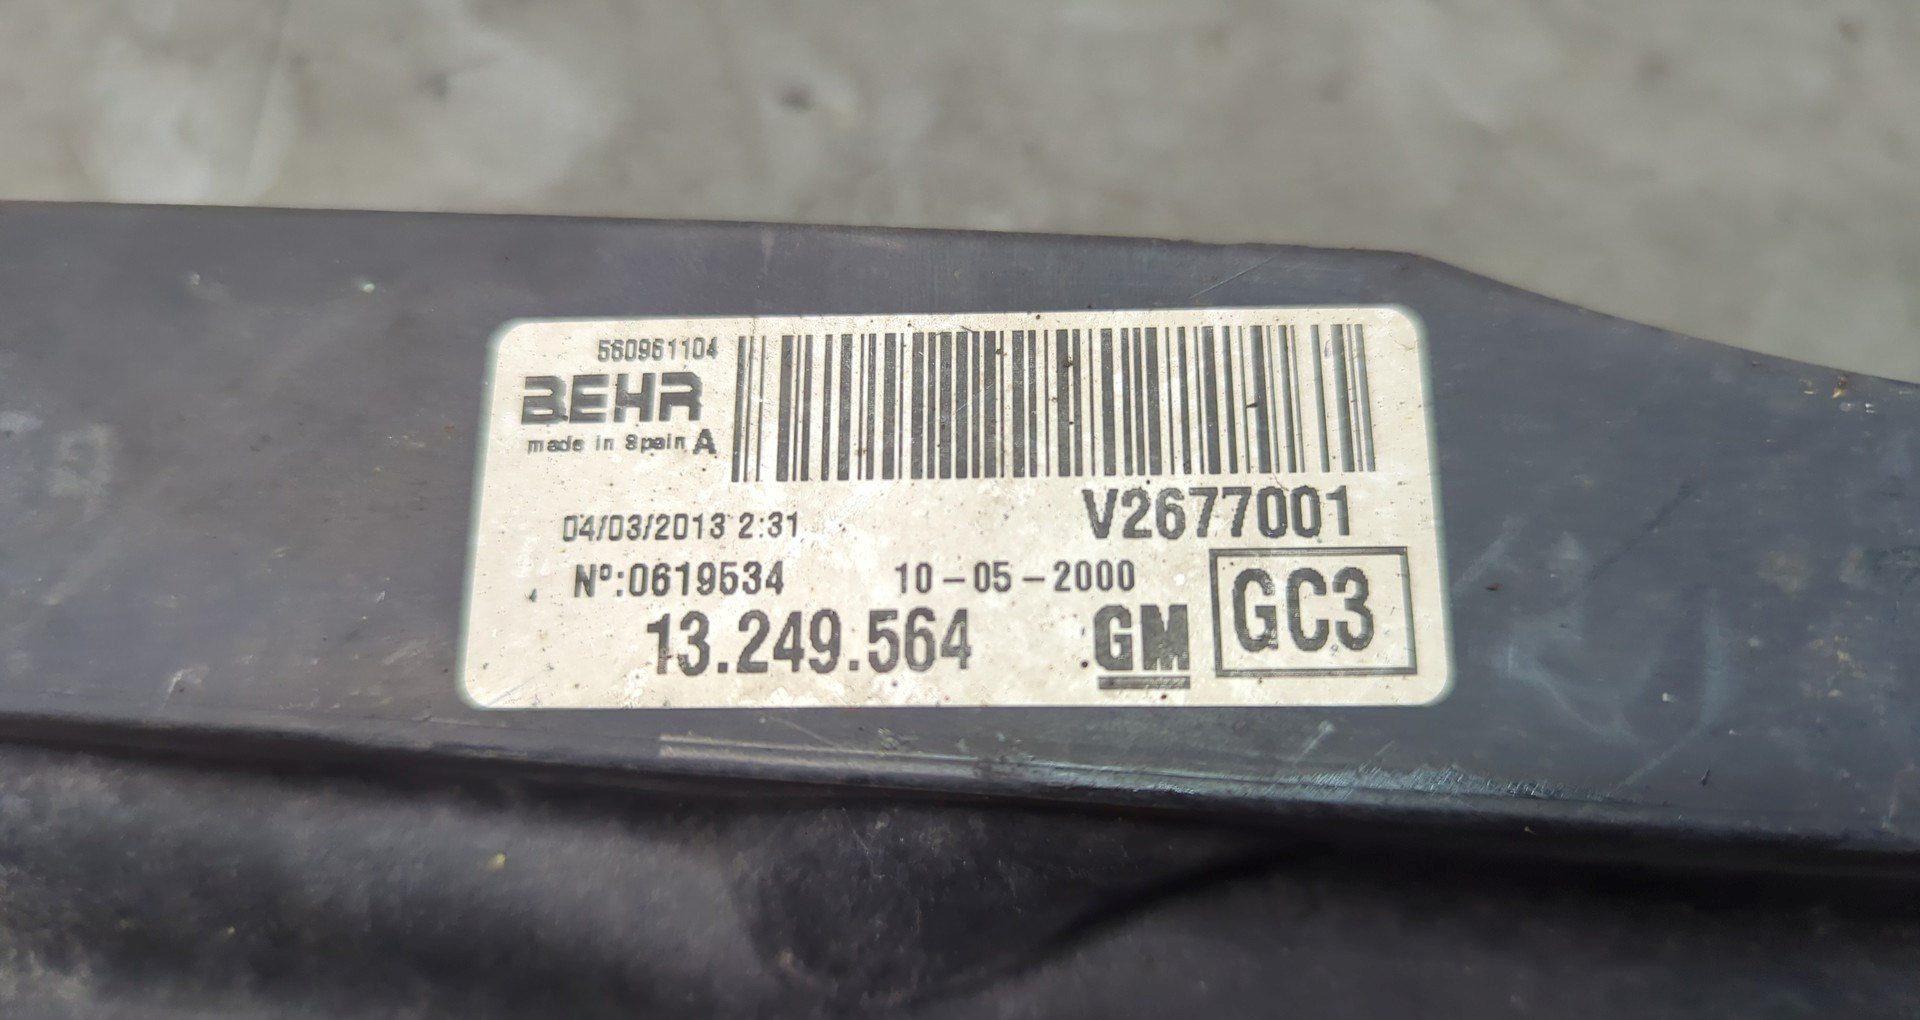 560961104
BEHR
made in Spain A
V2677001
04/03/2013 2:31
Nº:0619534 10-05-2000
13.249.564 GM GC3